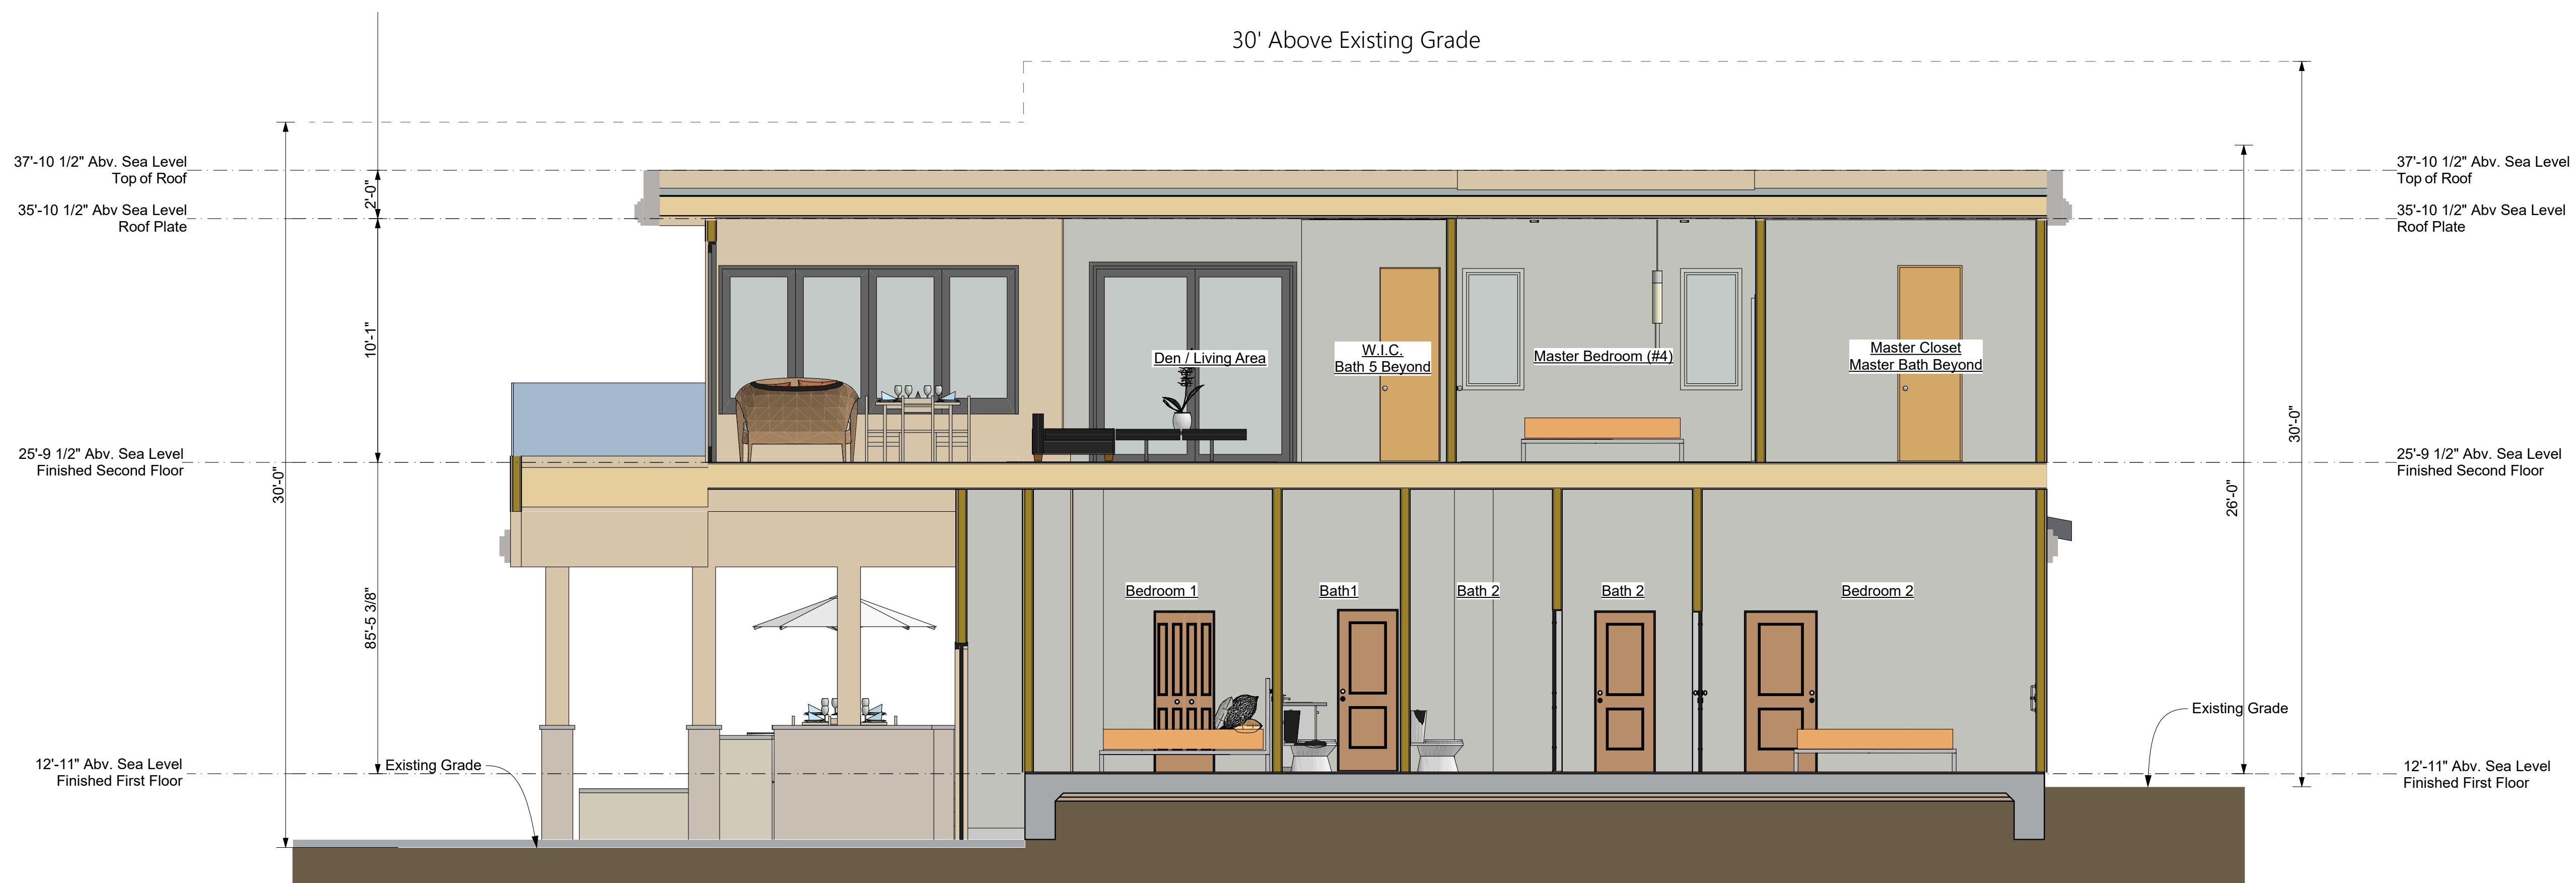 30' Above Existing Grade
37'-10 1/2" Abv. Sea Level
Top of Roof
2'-0"
35'-10 1/2" Abv Sea Level
Roof Plate
10'-1"
25'-9 1/2" Abv. Sea Level
Finished Second Floor
30'-0"
85'-5 3/8"
12'-11" Abv. Sea Level
Finished First Floor
Existing Grade
Den / Living Area
W.I.C.
Bath 5 Beyond
Master Bedroom (#4)
Master Closet
Master Bath Beyond
Bedroom 1
Bath1
Bath 2
Bath 2
Bedroom 2
37'-10 1/2" Abv. Sea Level
Top of Roof
35'-10 1/2" Abv Sea Level
Roof Plate
30'-0"
26'-0"
25'-9 1/2" Abv. Sea Level
Finished Second Floor
Existing Grade
12'-11" Abv. Sea Level
Finished First Floor